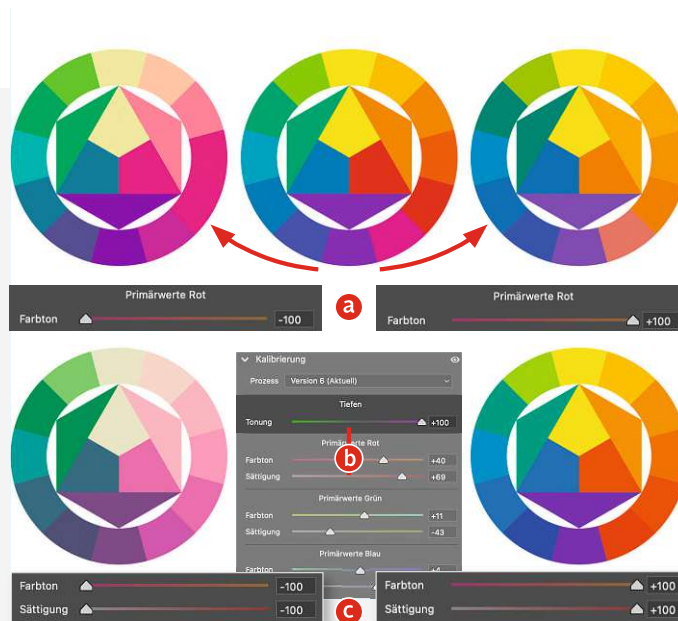 Primärwerte Rot
Farbton -100
a
Primärwerte Rot
Farbton +100
Kalibrierung
Prozess Version 6 (Aktuell)
Tiefen
Tonung +100
b
Farbton +40
Sättigung +69
Primärwerte Grün
Farbton +11
Sättigung -43
Primärwerte Blau
Farbton +4
Farbton -100
Sättigung -100
c
Farbton +100
Sättigung +100